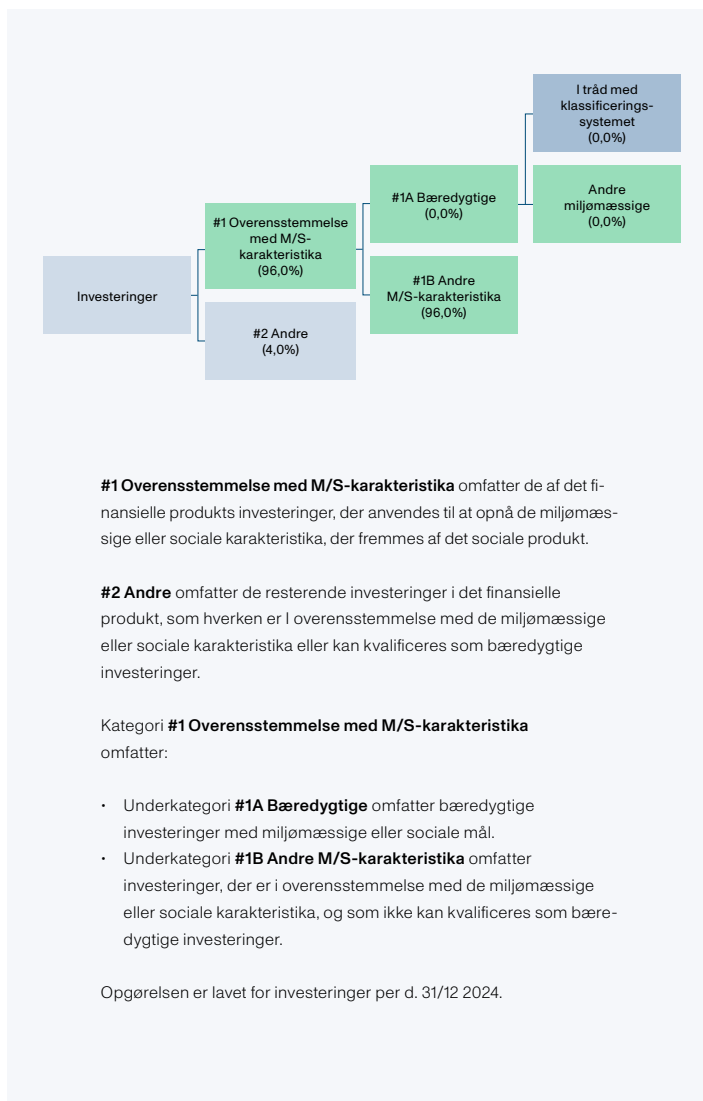 I tråd med
klassificerings-
systemet
(0,0%)
#1A Bæredygtige
(0,0%)
Andre
miljømæssige
(0,0%)
#1 Overensstemmelse
med M/S-
karakteristika
(96,0%)
Investeringer
#1B Andre
M/S-karakteristika
(96,0%)
#2 Andre
(4,0%)
#1 Overensstemmelse med M/S-karakteristika omfatter de af det fi-
nansielle produkts investeringer, der anvendes til at opnå de miljømæs-
sige eller sociale karakteristika, der fremmes af det sociale produkt.
#2 Andre omfatter de resterende investeringer i det finansielle
produkt, som hverken er I overensstemmelse med de miljømæssige
eller sociale karakteristika eller kan kvalificeres som bæredygtige
investeringer.
Kategori #1 Overensstemmelse med M/S-karakteristika
omfatter:
• Underkategori #1A Bæredygtige omfatter bæredygtige
investeringer med miljømæssige eller sociale mål.
• Underkategori #1B Andre M/S-karakteristika omfatter
investeringer, der er i overensstemmelse med de miljømæssige
eller sociale karakteristika, og som ikke kan kvalificeres som bære-
dygtige investeringer.
Opgørelsen er lavet for investeringer per d. 31/12 2024.